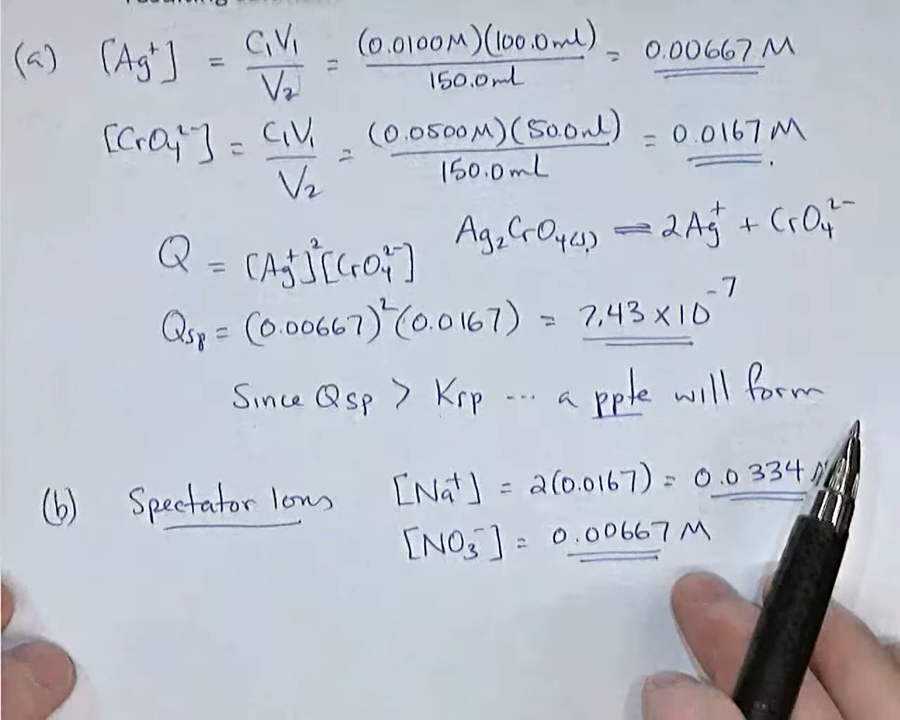 (a) [Ag⁺] = C₁V₁/V₂ = (0.0100M)(100.0ml)/150.0ml = 0.00667 M
[CrO₄²⁻] = C₁V₁/V₂ = (0.0500M)(50.0ml)/150.0ml = 0.0167 M.
Ag₂CrO₄(s) ⇌ 2Ag⁺ + CrO₄²⁻
Q = [Ag⁺]²[CrO₄²⁻]
Qsp = (0.00667)²(0.0167) = 7.43 x 10⁻⁷
Since Qsp > Ksp ... a ppte will form
(b) Spectator Ions [Na⁺] = 2(0.0167) = 0.0334 M
[NO₃⁻] = 0.00667 M